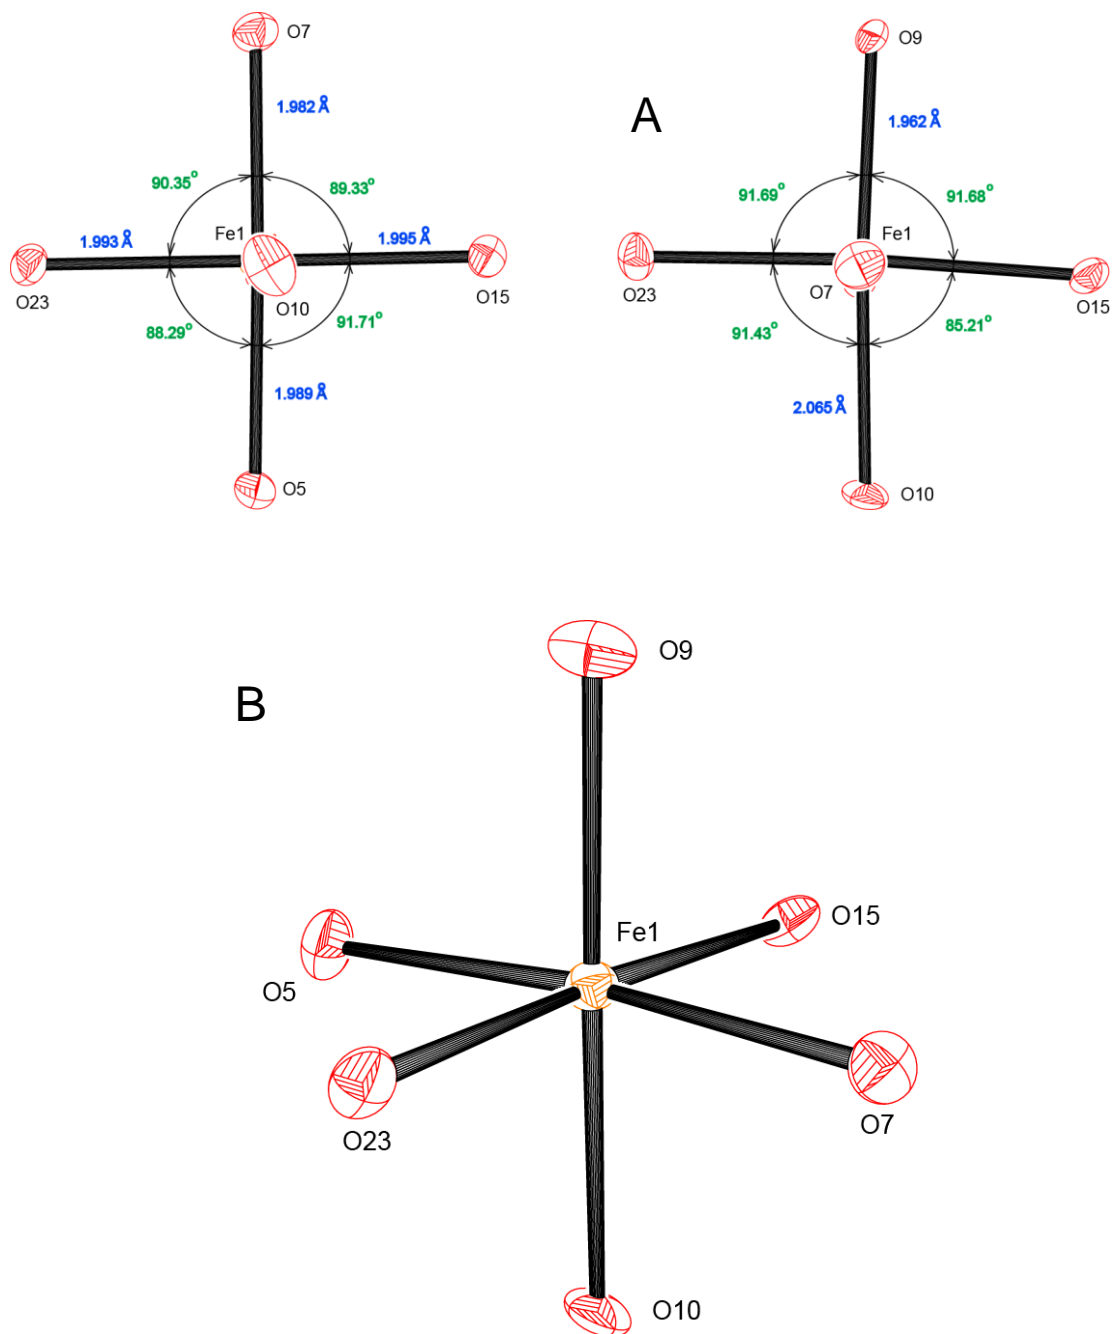 O7
1.982 Å
90.35°
89.33°
Fe1
1.993 Å
1.995 Å
O23
O10
O15
88.29°
91.71°
1.989 Å
O5
A
O9
1.962 Å
91.69°
91.68°
Fe1
O23
O7
O15
91.43°
85.21°
2.065 Å
O10
B
O9
Fe1
O15
O5
O23
O7
O10